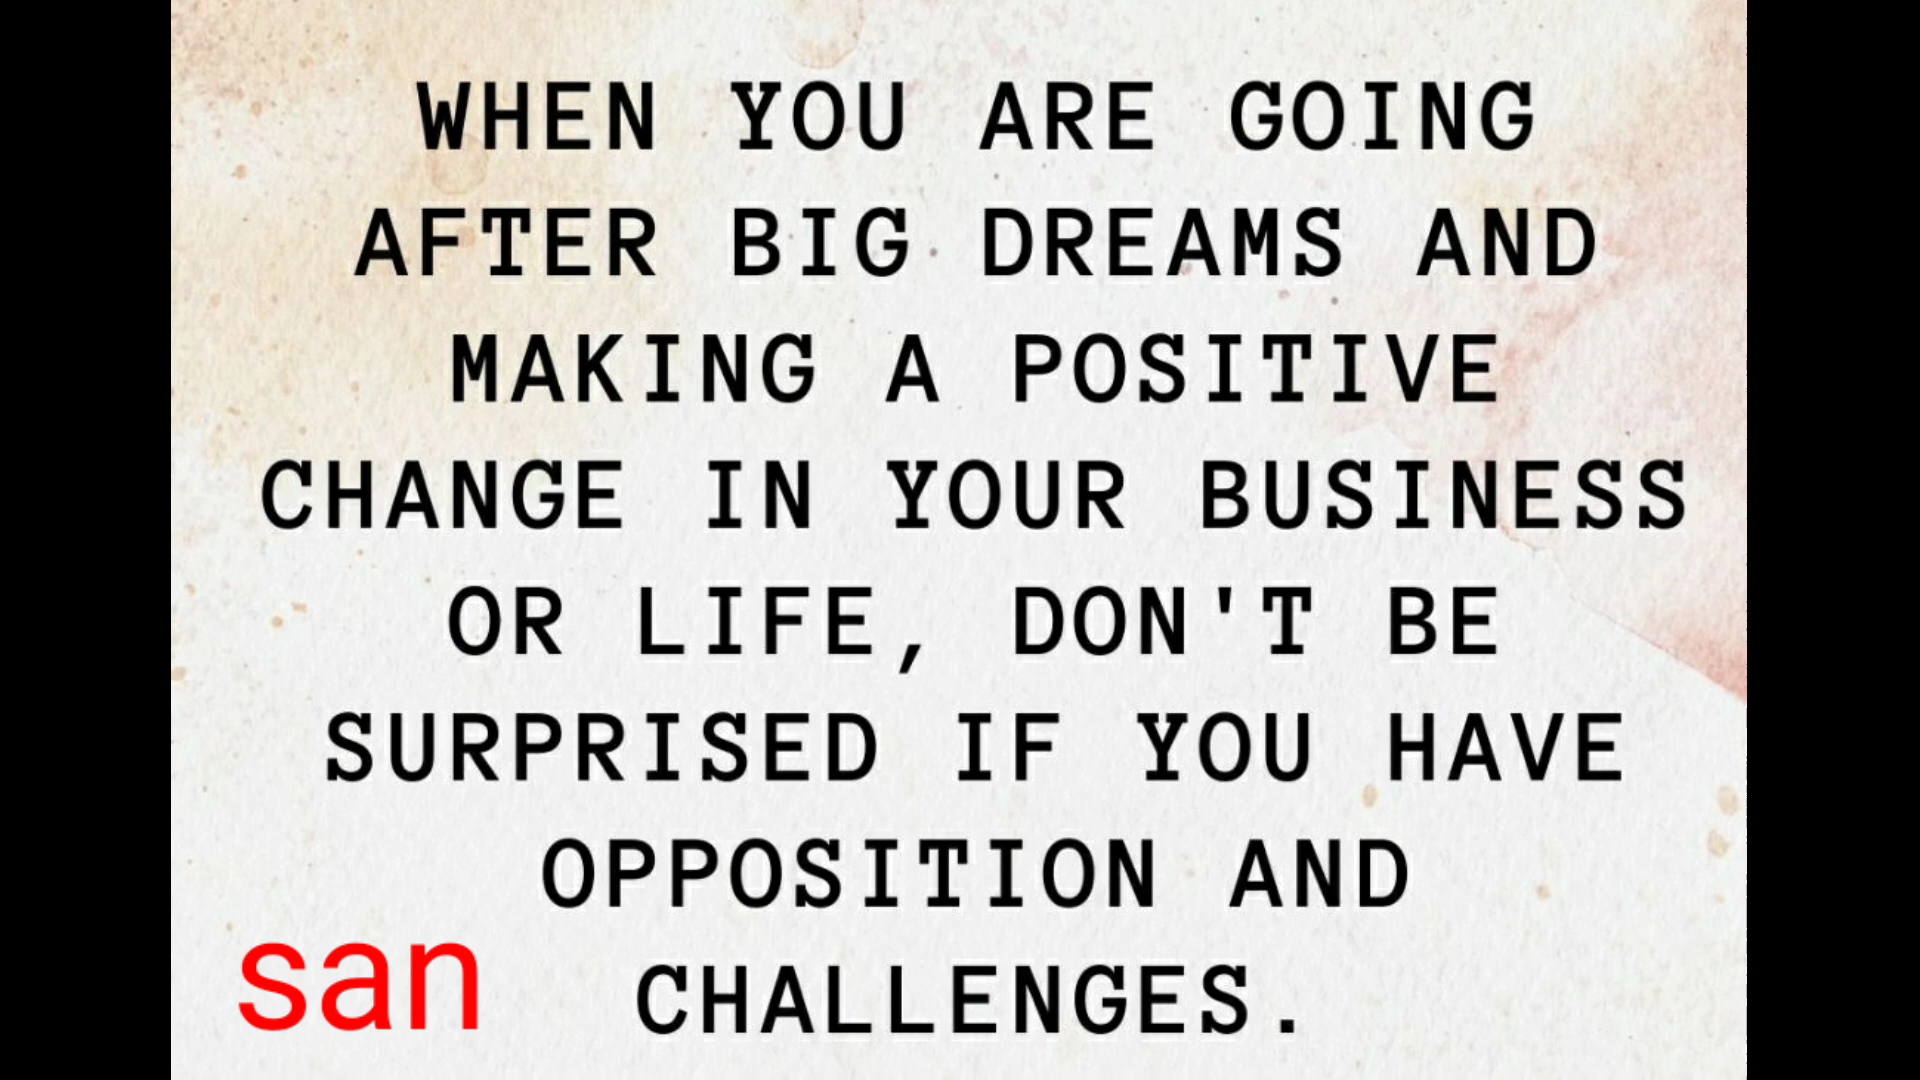 WHEN YOU ARE GOING
AFTER BIG DREAMS AND
MAKING A POSITIVE
CHANGE IN YOUR BUSINESS
OR LIFE, DON'T BE
SURPRISED IF YOU HAVE
OPPOSITION AND
CHALLENGES.
san